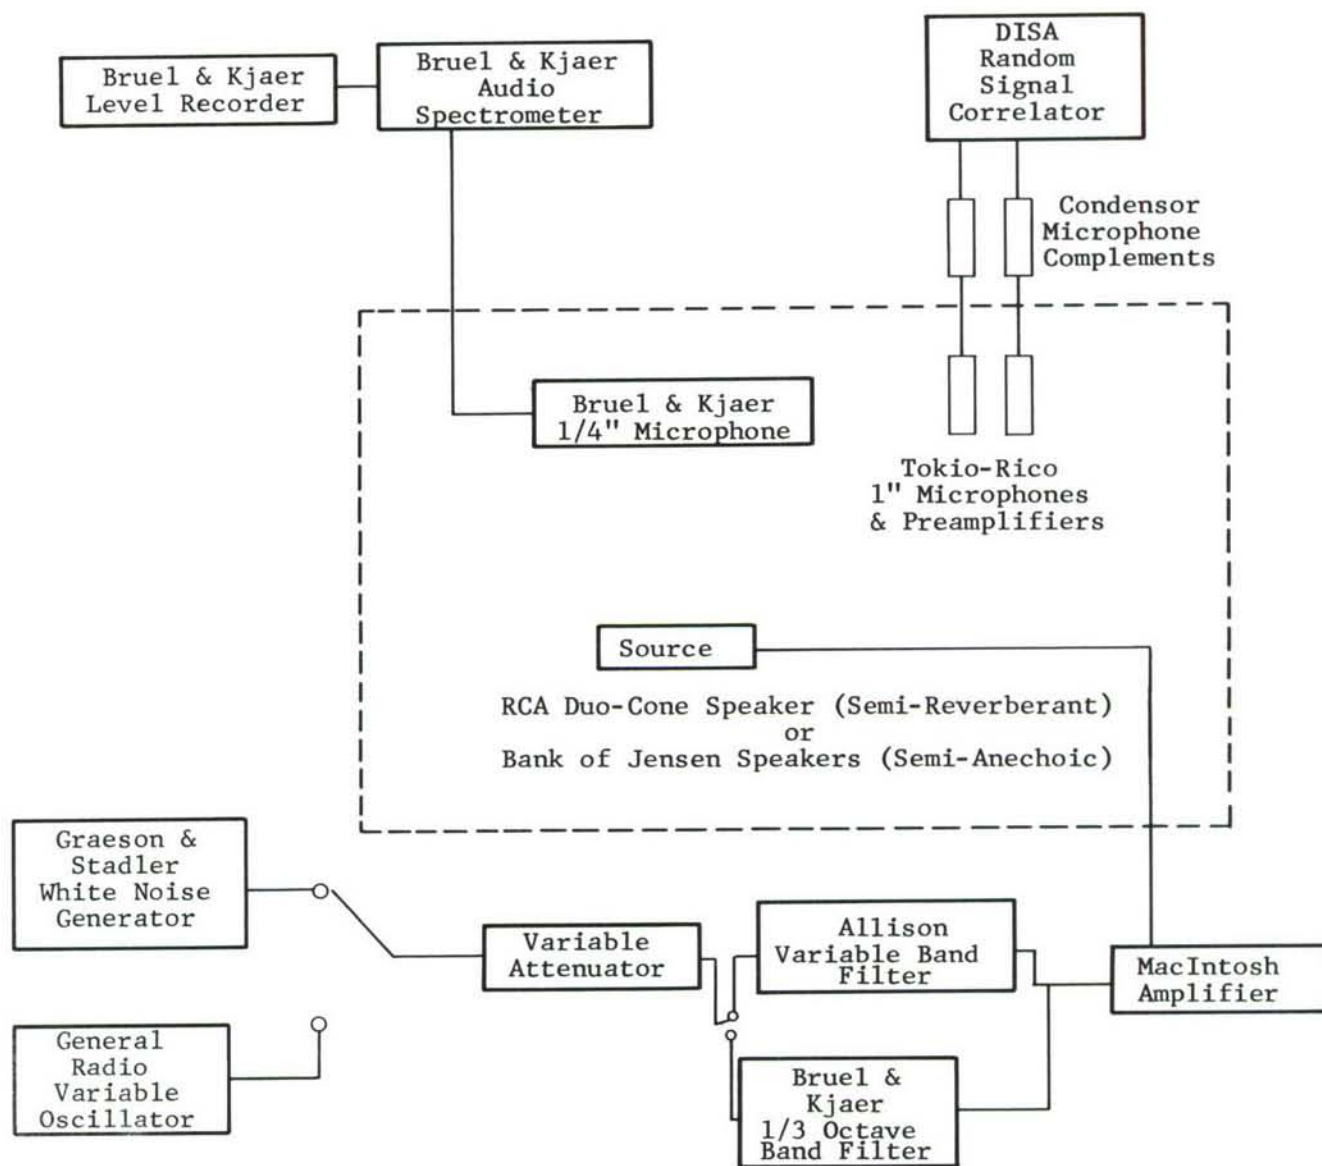 Bruel & Kjaer
Level Recorder
Bruel & Kjaer
Audio
Spectrometer
DISA
Random
Signal
Correlator
Condensor
Microphone
Complements
Bruel & Kjaer
1/4" Microphone
Tokio-Rico
1" Microphones
& Preamplifiers
Source
RCA Duo-Cone Speaker (Semi-Reverberant)
or
Bank of Jensen Speakers (Semi-Anechoic)
Graeson &
Stadler
White Noise
Generator
Variable
Attenuator
Allison
Variable Band
Filter
MacIntosh
Amplifier
General
Radio
Variable
Oscillator
Bruel &
Kjaer
1/3 Octave
Band Filter